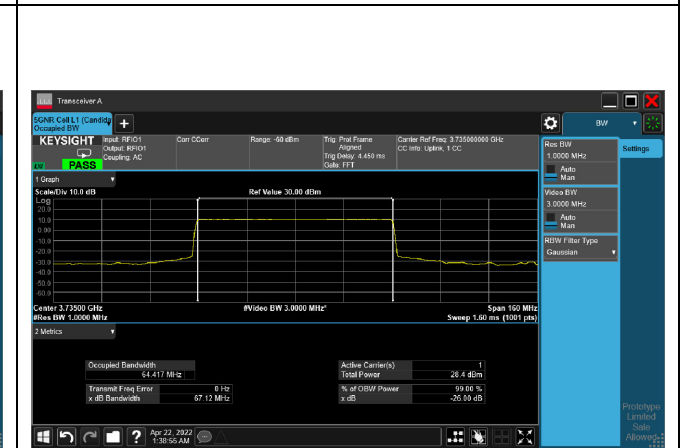 Transceiver A
5GNR Cell L1 (Candida
Occupied BW
+
BW
KEYSIGHT
PASS
Input: RFIO1
Output: RFIO1
Coupling: AC
Corr CCorr
Range: -60 dBm
Trig: Prot Frame
Aligned
Trig Delay: 4.450 ms
Gate: FFT
Carrier Ref Freq: 3.735000000 GHz
CC Info: Uplink, 1 CC
Res BW
1.0000 MHz
Auto
Man
Settings
Video BW
3.0000 MHz
Auto
Man
RBW Filter Type
Gaussian
1 Graph
Scale/Div 10.0 dB
Ref Value 30.00 dBm
Log
20.0
10.0
0.00
-10.0
-20.0
-30.0
-40.0
-50.0
-60.0
Center 3.73500 GHz
#Video BW 3.0000 MHz*
Span 160 MHz
#Res BW 1.0000 MHz
Sweep 1.60 ms (1001 pts)
2 Metrics
Occupied Bandwidth
64.417 MHz
Active Carrier(s) 1
Total Power 28.4 dBm
Transmit Freq Error 0 Hz
x dB Bandwidth 67.12 MHz
% of OBW Power 99.00 %
x dB -26.00 dB
Prototype
Limited
Sale
Allowed
?
Apr 22, 2022
1:38:55 AM